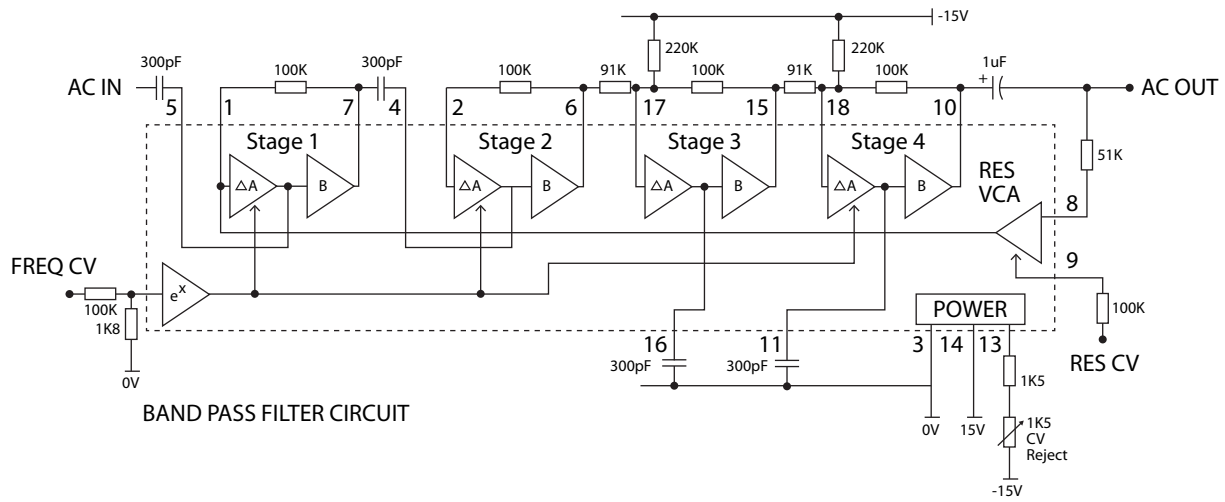 -15V
220K
220K
300pF
100K
300pF
100K
91K
100K
91K
100K
1uF
+
AC IN
5
1
7
4
2
6
17
15
18
10
AC OUT
Stage 1
Stage 2
Stage 3
Stage 4
RES
VCA
51K
△A
B
△A
B
△A
B
△A
B
8
9
FREQ CV
e^x
100K
1K8
0V
POWER
100K
16
11
3
14
13
RES CV
300pF
300pF
1K5
BAND PASS FILTER CIRCUIT
0V
15V
1K5
CV
Reject
-15V